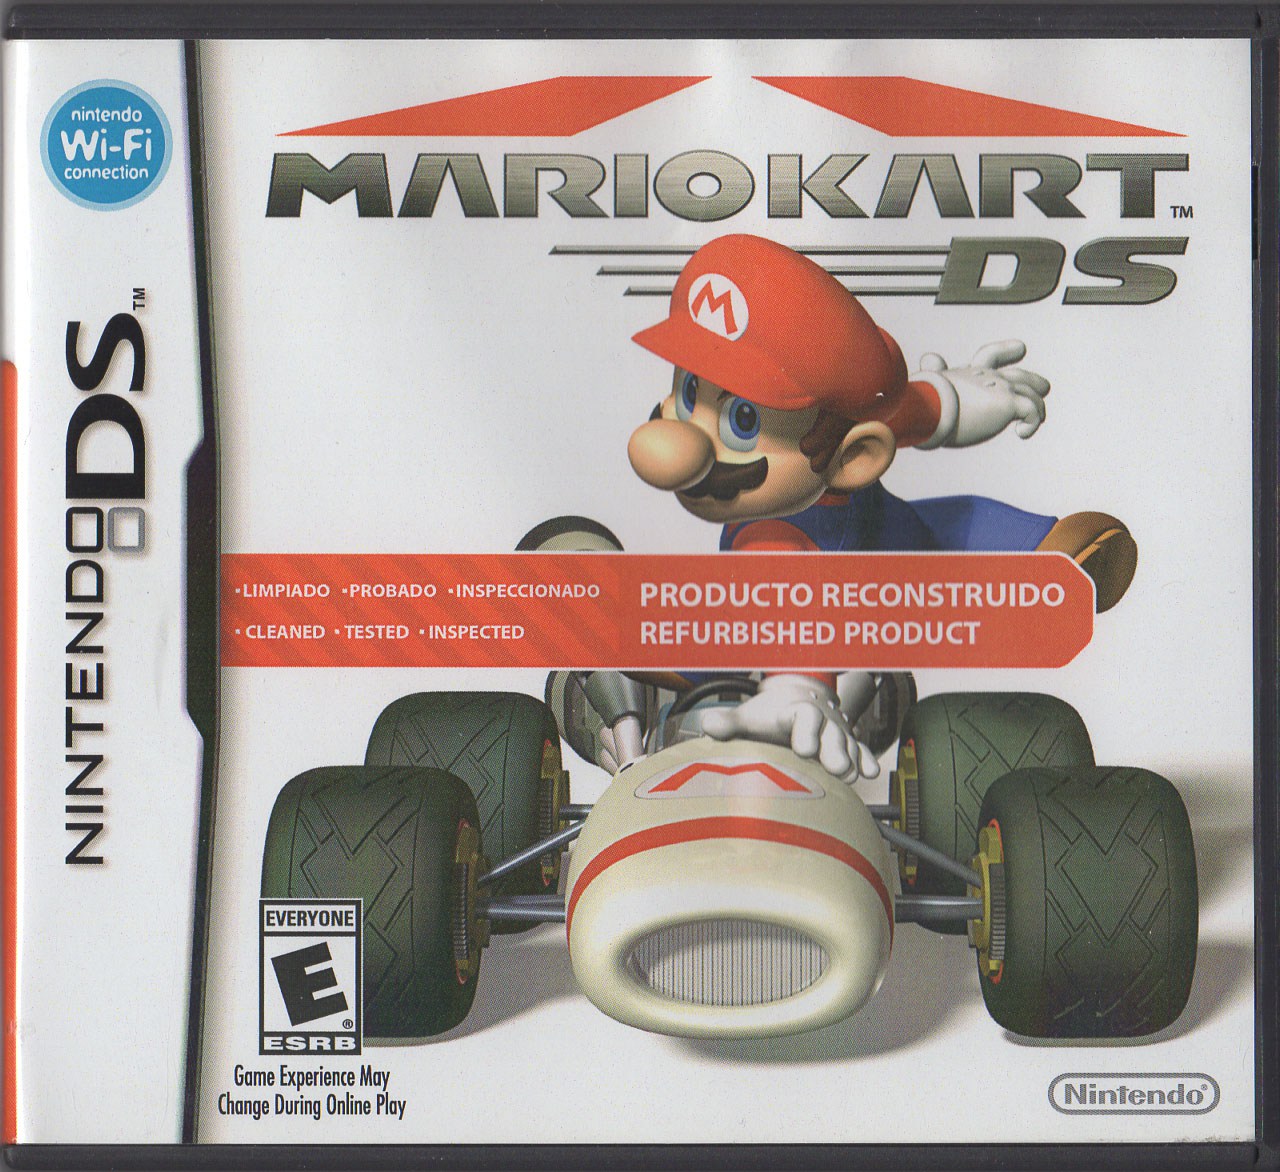 nintendo
Wi-Fi
connection
NINTENDO DS™
MARIOKART™
DS
M
·LIMPIADO ·PROBADO ·INSPECCIONADO
· CLEANED · TESTED · INSPECTED
PRODUCTO RECONSTRUIDO
REFURBISHED PRODUCT
M
EVERYONE
E®
ESRB
Game Experience May
Change During Online Play
Nintendo®